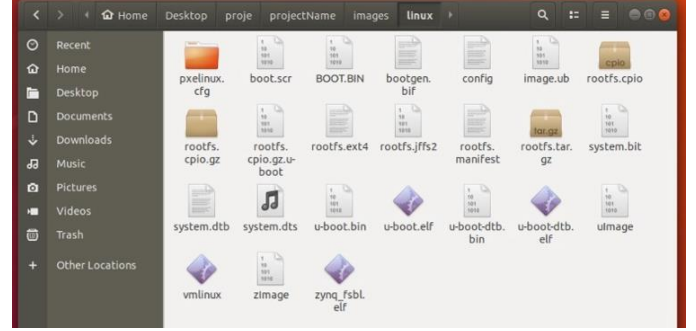 Home Desktop proje projectName images linux
Recent
Home
Desktop
Documents
Downloads
Music
Pictures
Videos
Trash
Other Locations
pxelinux.
cfg
boot.scr
BOOT.BIN
bootgen.
bif
config
image.ub
cpio
rootfs.cpio
rootfs.
cpio.gz
rootfs.
cpio.gz.u-
boot
rootfs.ext4
rootfs.jffs2
rootfs.
manifest
tar.gz
rootfs.tar.
gz
system.bit
system.dtb
system.dts
u-boot.bin
u-boot.elf
u-boot-dtb.
bin
u-boot-dtb.
elf
uImage
vmlinux
zImage
zynq_fsbl.
elf